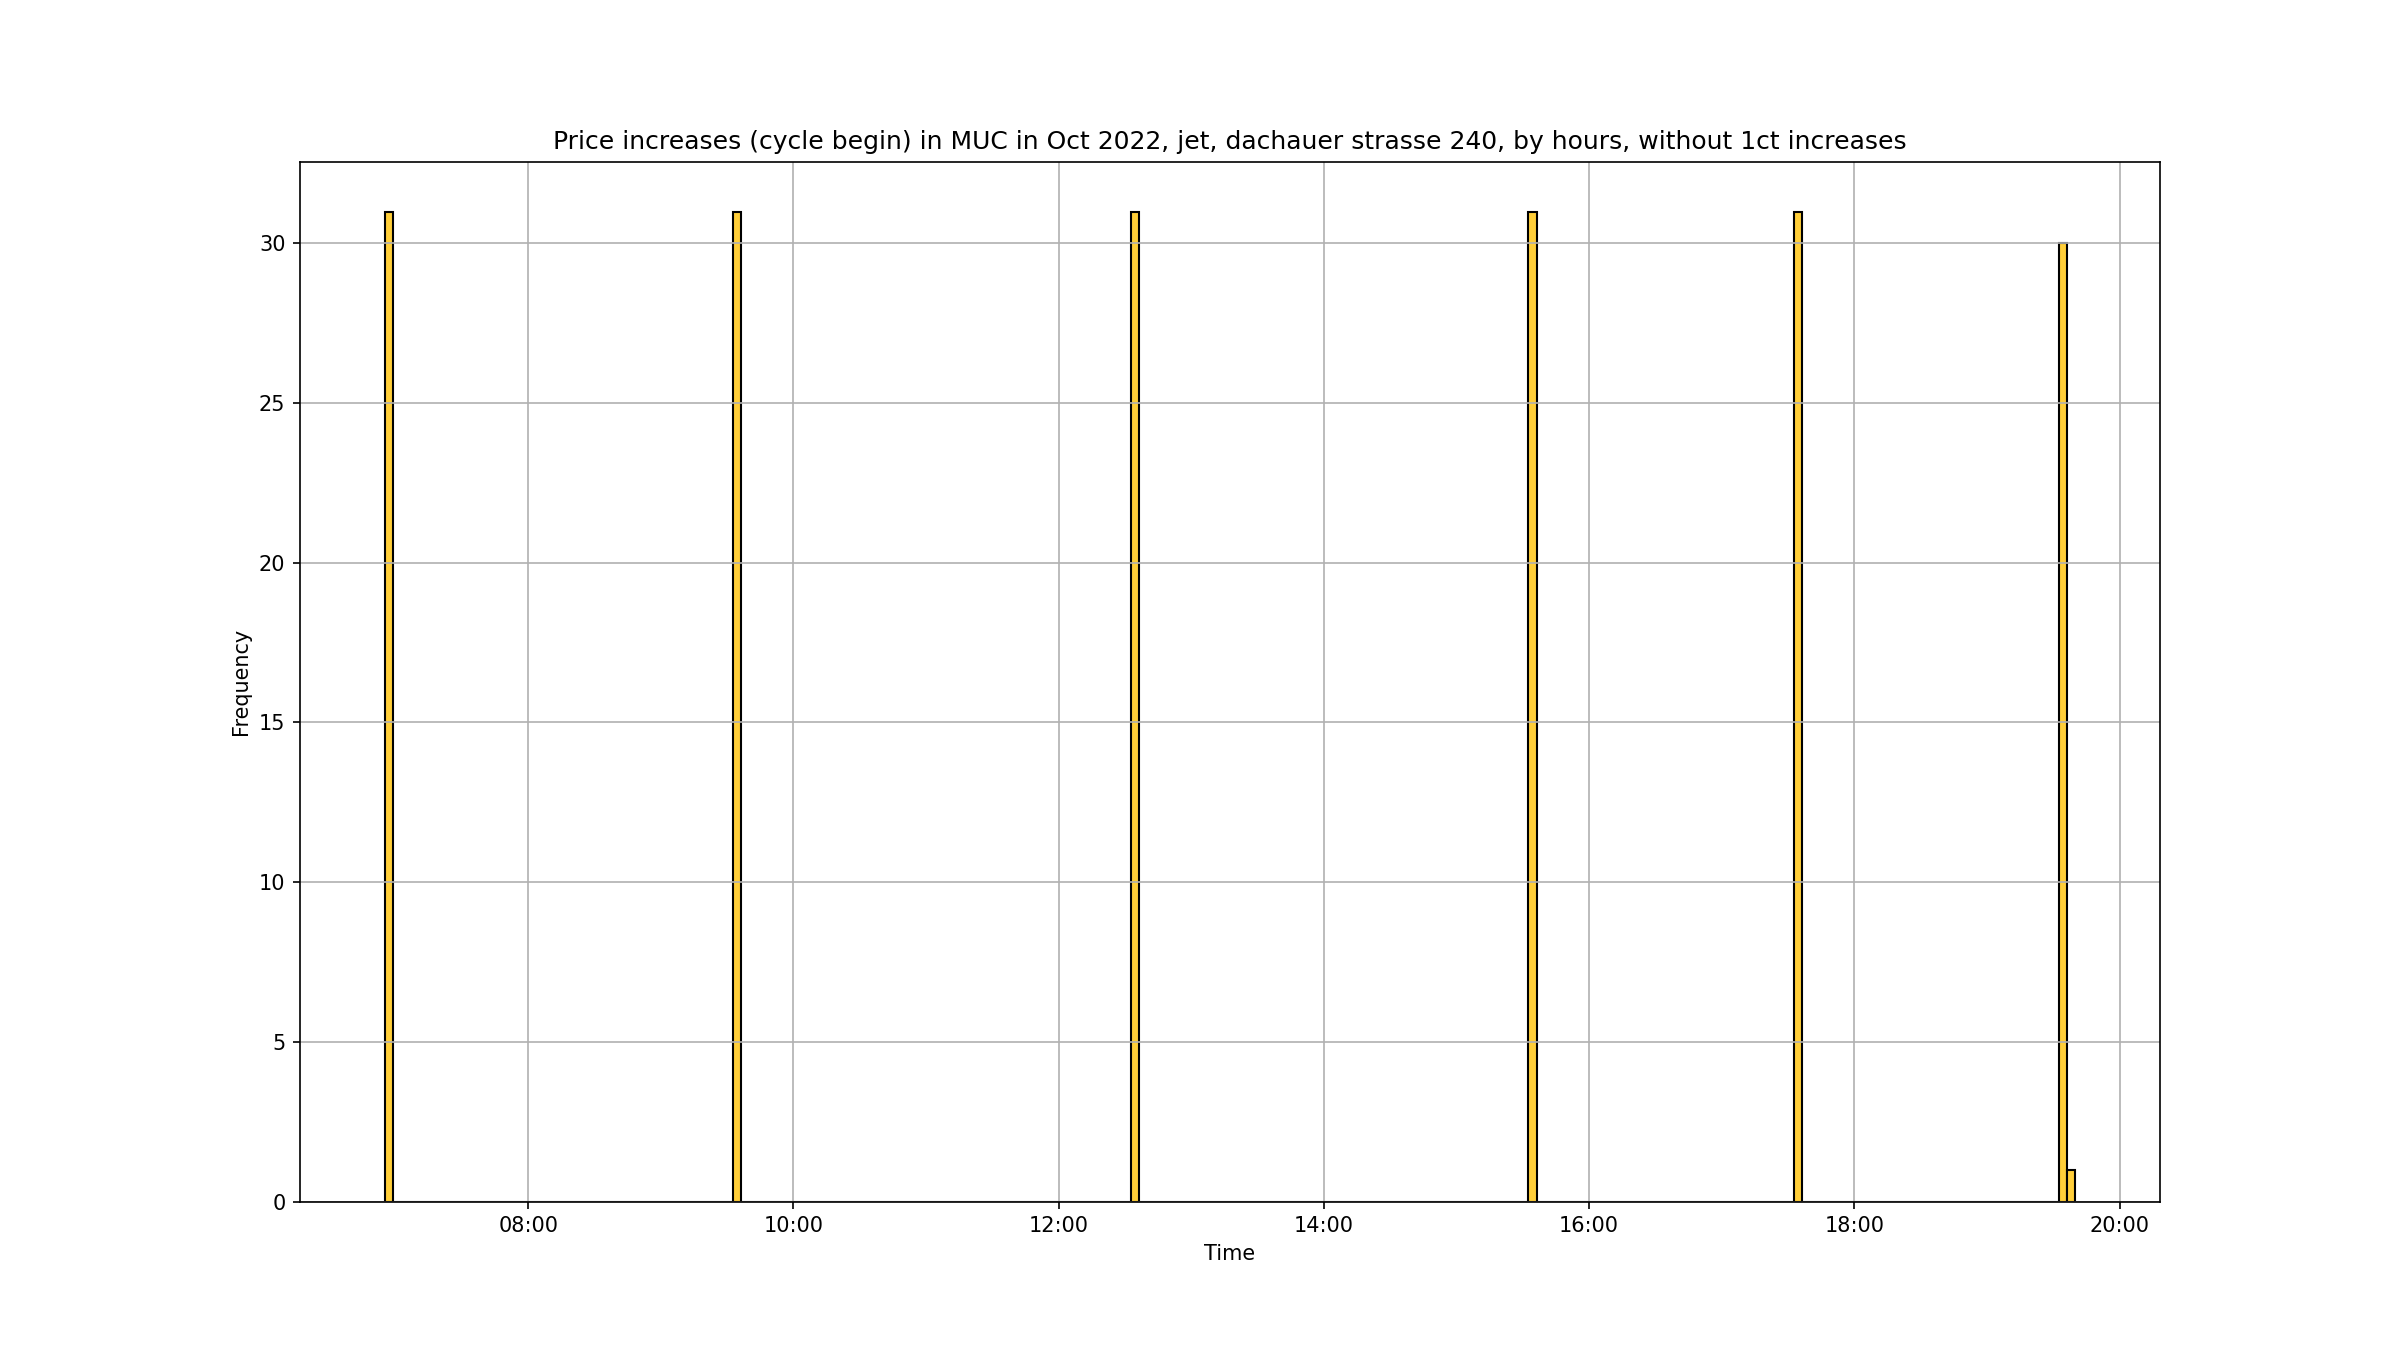 Price increases (cycle begin) in MUC in Oct 2022, jet, dachauer strasse 240, by hours, without 1ct increases
30
25
20
15
10
5
0
Frequency
08:00 10:00 12:00 14:00 16:00 18:00 20:00
Time